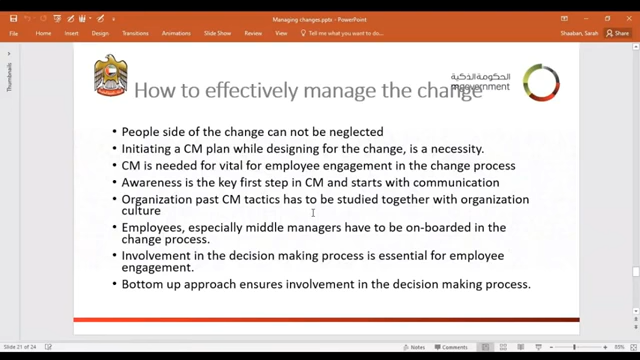 Managing changes.ppts - PowerPoint
Shaaban, Sarah
File
Home
Insert
Design
Transitions
Animations
Slide Show
Review
View
Tell me what you want to do...
Share
Thumbnails
How to effectively manage the change
الحكومة الذكية
mgovernment
• People side of the change can not be neglected
• Initiating a CM plan while designing for the change, is a necessity.
• CM is needed for vital for employee engagement in the change process
• Awareness is the key first step in CM and starts with communication
• Organization past CM tactics has to be studied together with organization
culture
• Employees, especially middle managers have to be on-boarded in the
change process.
• Involvement in the decision making process is essential for employee
engagement.
• Bottom up approach ensures involvement in the decision making process.
Slide 21 of 24
Notes
Comments